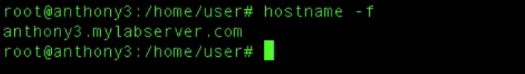 root@anthony3:/home/user# hostname -f
anthony3.mylabserver.com
root@anthony3:/home/user#